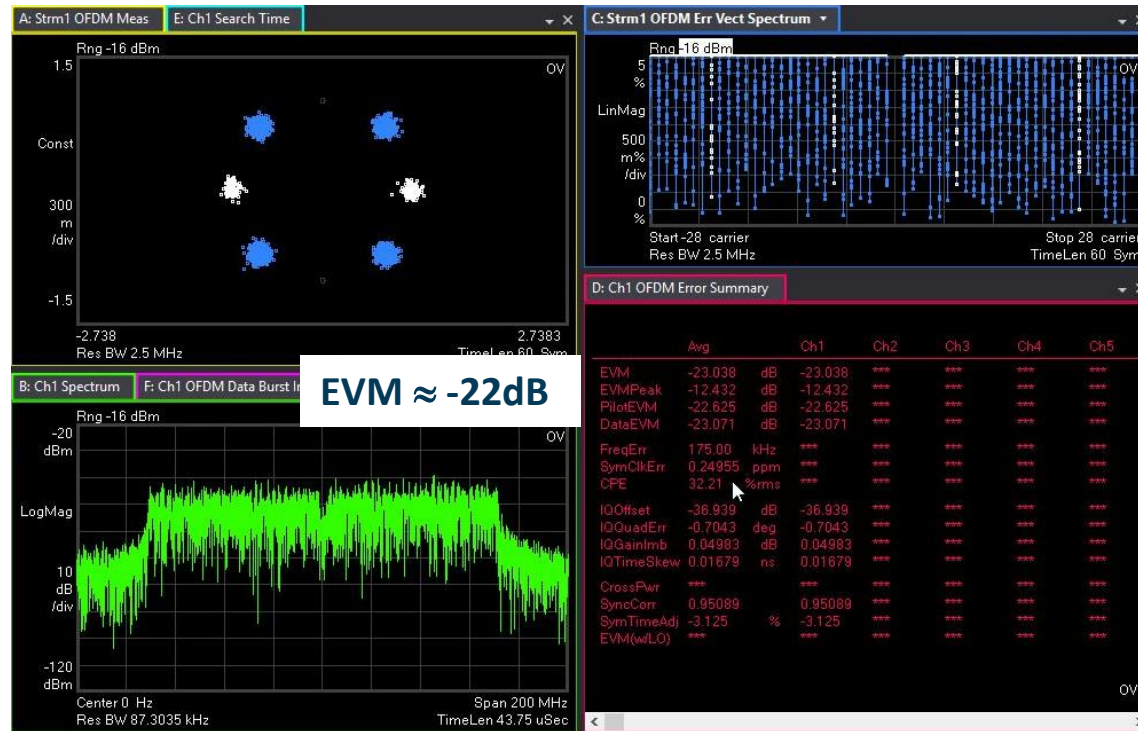 A: Strm1 OFDM Meas E: Ch1 Search Time
Rng -16 dBm
1.5
OV
Const
300
m
/div
-1.5
-2.738 2.7383
Res BW 2.5 MHz TimeLen 60 Sym
C: Strm1 OFDM Err Vect Spectrum
Rng -16 dBm
5
%
OV
LinMag
500
m%
/div
0
%
Start -28 carrier Stop 28 carrier
Res BW 2.5 MHz TimeLen 60 Sym
EVM ≈ -22dB
B: Ch1 Spectrum F: Ch1 OFDM Data Burst
Rng -16 dBm
-20
dBm
OV
LogMag
10
dB
/div
-120
dBm
Center 0 Hz Span 200 MHz
Res BW 87.3035 kHz TimeLen 43.75 uSec
D: Ch1 OFDM Error Summary
Avg Ch1 Ch2 Ch3 Ch4 Ch5
EVM -23.038 dB -23.038 *** *** *** ***
EVMPeak -12.432 dB -12.432 *** *** *** ***
PilotEVM -22.625 dB -22.625 *** *** *** ***
DataEVM -23.071 dB -23.071 *** *** *** ***
FreqErr 175.00 kHz *** *** *** *** ***
SymClkErr 0.24955 ppm *** *** *** *** ***
CPE 32.21 %rms *** *** *** *** ***
IQOffset -36.939 dB -36.939 *** *** *** ***
IQQuadErr -0.7043 deg -0.7043 *** *** *** ***
IQGainImb 0.04983 dB 0.04983 *** *** *** ***
IQTimeSkew 0.01679 ns 0.01679 *** *** *** ***
CrossPwr *** *** *** *** *** ***
SyncCorr 0.95089 0.95089 *** *** *** ***
SymTimeAdj -3.125 % -3.125 *** *** *** ***
EVM(w/LO) *** *** *** *** *** ***
OV